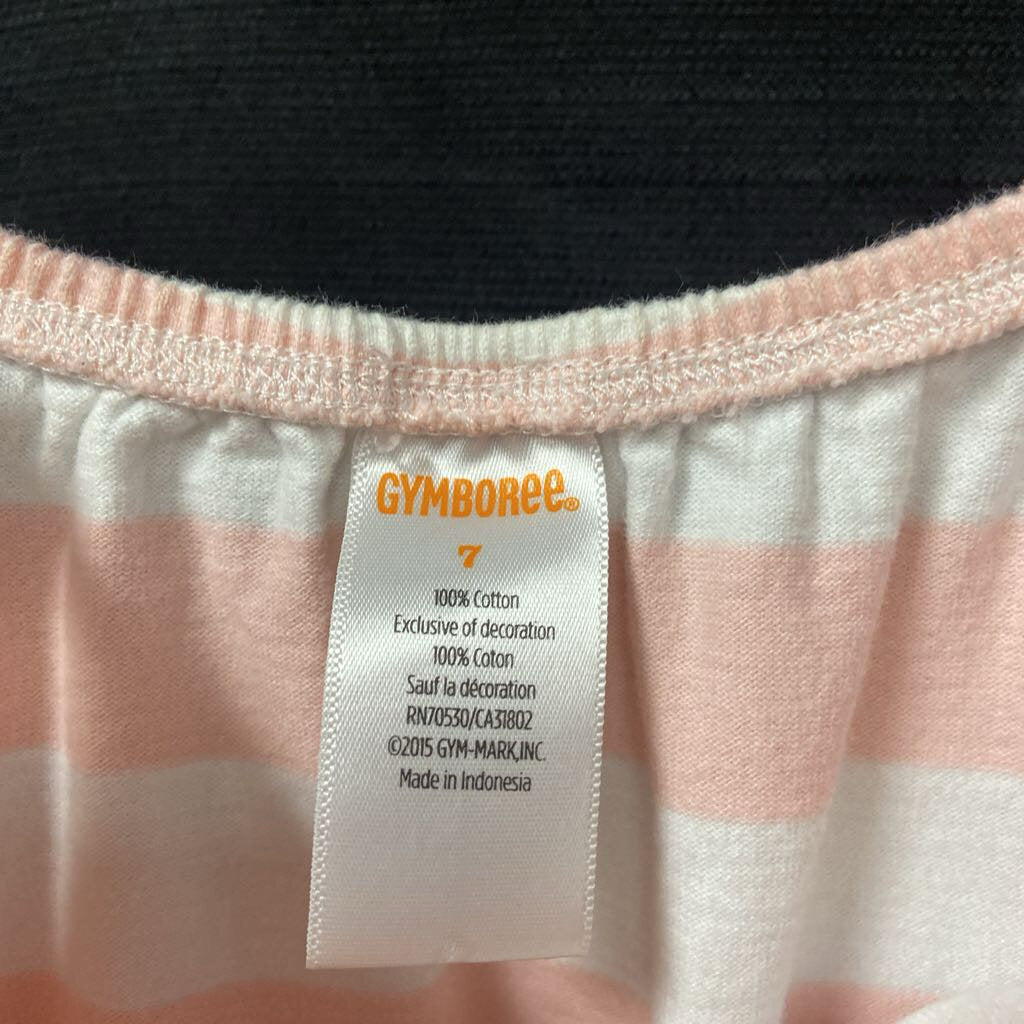 GYMBOREE®
7
100% Cotton
Exclusive of decoration
100% Coton
Sauf la décoration
RN70530/CA31802
©2015 GYM-MARK,INC.
Made in Indonesia